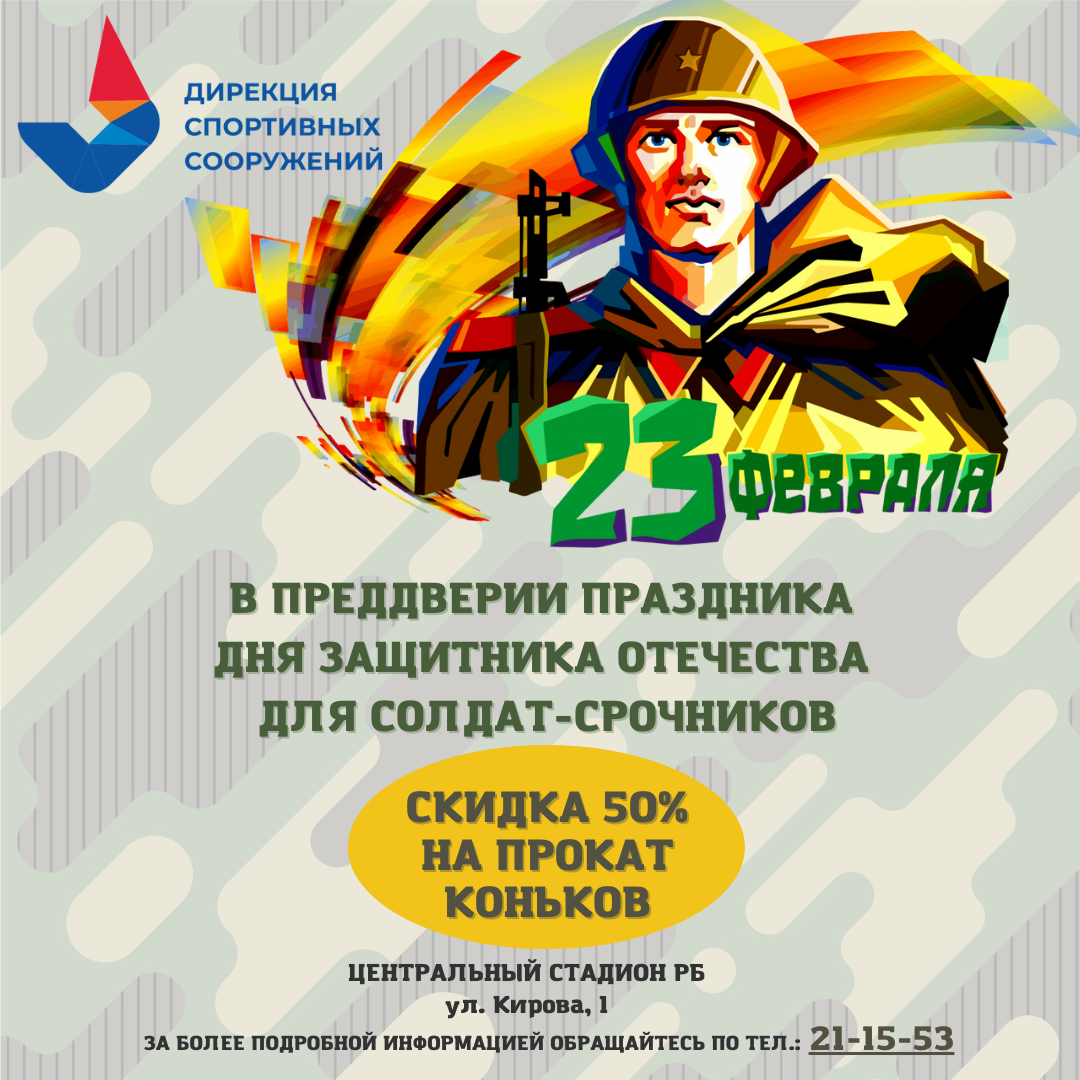 ДИРЕКЦИЯ
СПОРТИВНЫХ
СООРУЖЕНИЙ
23 ФЕВРАЛЯ
В ПРЕДДВЕРИИ ПРАЗДНИКА
ДНЯ ЗАЩИТНИКА ОТЕЧЕСТВА
ДЛЯ СОЛДАТ-СРОЧНИКОВ
СКИДКА 50%
НА ПРОКАТ
КОНЬКОВ
ЦЕНТРАЛЬНЫЙ СТАДИОН РБ
ул. Кирова, 1
ЗА БОЛЕЕ ПОДРОБНОЙ ИНФОРМАЦИЕЙ ОБРАЩАЙТЕСЬ ПО ТЕЛ.: 21-15-53